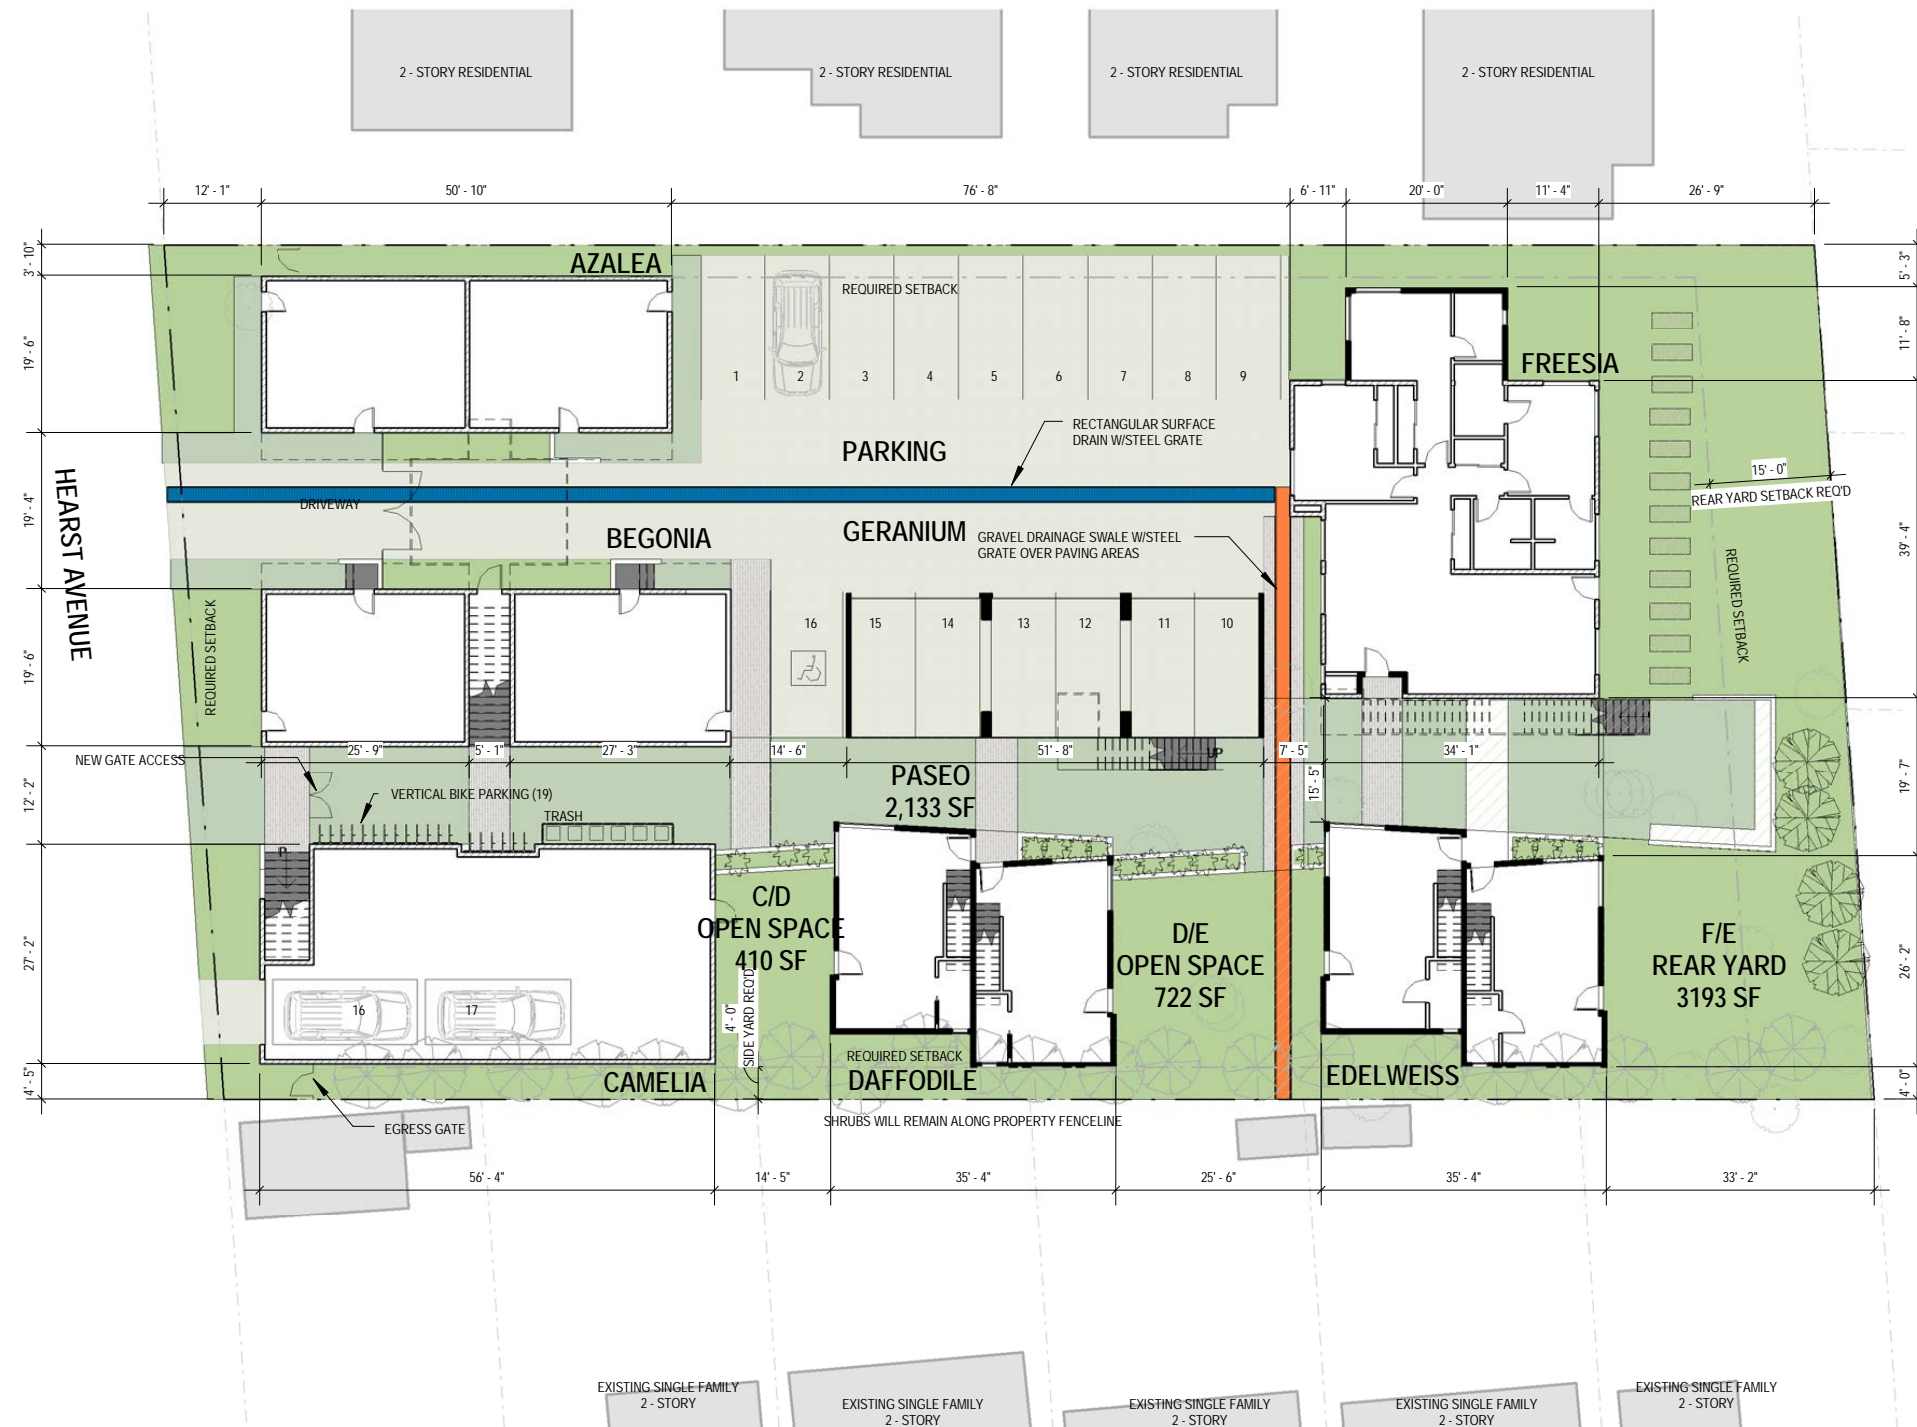 2 - STORY RESIDENTIAL
2 - STORY RESIDENTIAL
2 - STORY RESIDENTIAL
2 - STORY RESIDENTIAL
12' - 1"
50' - 10"
76' - 8"
6' - 11"
20' - 0"
11' - 4"
26' - 9"
3' - 10"
19' - 6"
19' - 4"
19' - 6"
12' - 2"
27' - 2"
4' - 5"
5' - 3"
11' - 8"
39' - 4"
19' - 7"
26' - 2"
4' - 0"
AZALEA
REQUIRED SETBACK
1
2
3
4
5
6
7
8
9
FREESIA
RECTANGULAR SURFACE
DRAIN W/STEEL GRATE
PARKING
15' - 0"
REAR YARD SETBACK REQ'D
HEARST AVENUE
DRIVEWAY
BEGONIA
GERANIUM
GRAVEL DRAINAGE SWALE W/STEEL
GRATE OVER PAVING AREAS
REQUIRED SETBACK
REQUIRED SETBACK
16
15
14
13
12
11
10
25' - 9"
5' - 1"
27' - 3"
14' - 6"
51' - 8"
7' - 5"
34' - 1"
15' - 5"
UP
NEW GATE ACCESS
VERTICAL BIKE PARKING (19)
TRASH
PASEO
2,133 SF
C/D
OPEN SPACE
410 SF
D/E
OPEN SPACE
722 SF
F/E
REAR YARD
3193 SF
16
17
4' - 0"
SIDE YARD REQ'D
REQUIRED SETBACK
CAMELIA
DAFFODILE
EDELWEISS
EGRESS GATE
SHRUBS WILL REMAIN ALONG PROPERTY FENCELINE
56' - 4"
14' - 5"
35' - 4"
25' - 6"
35' - 4"
33' - 2"
EXISTING SINGLE FAMILY
2 - STORY
EXISTING SINGLE FAMILY
2 - STORY
EXISTING SINGLE FAMILY
2 - STORY
EXISTING SINGLE FAMILY
2 - STORY
EXISTING SINGLE FAMILY
2 - STORY